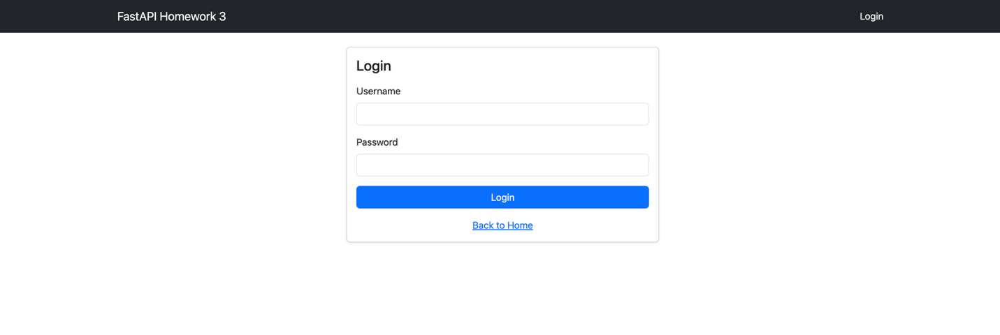 FastAPI Homework 3
Login
Login
Username
Password
Login
Back to Home